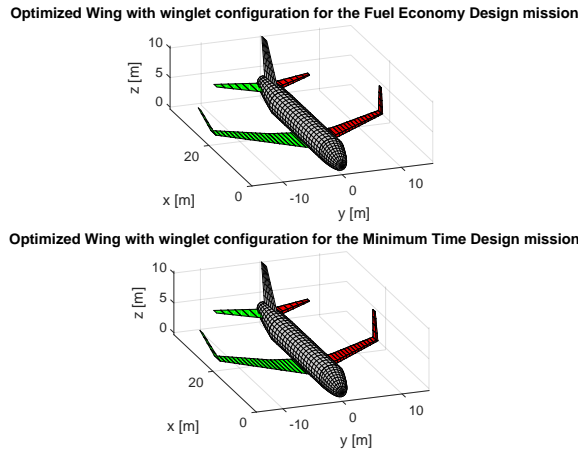 Optimized Wing with winglet configuration for the Fuel Economy Design mission
10
5
0
z [m]
20
0
x [m]
-10
0
10
y [m]
Optimized Wing with winglet configuration for the Minimum Time Design mission
10
5
0
z [m]
20
0
x [m]
-10
0
10
y [m]